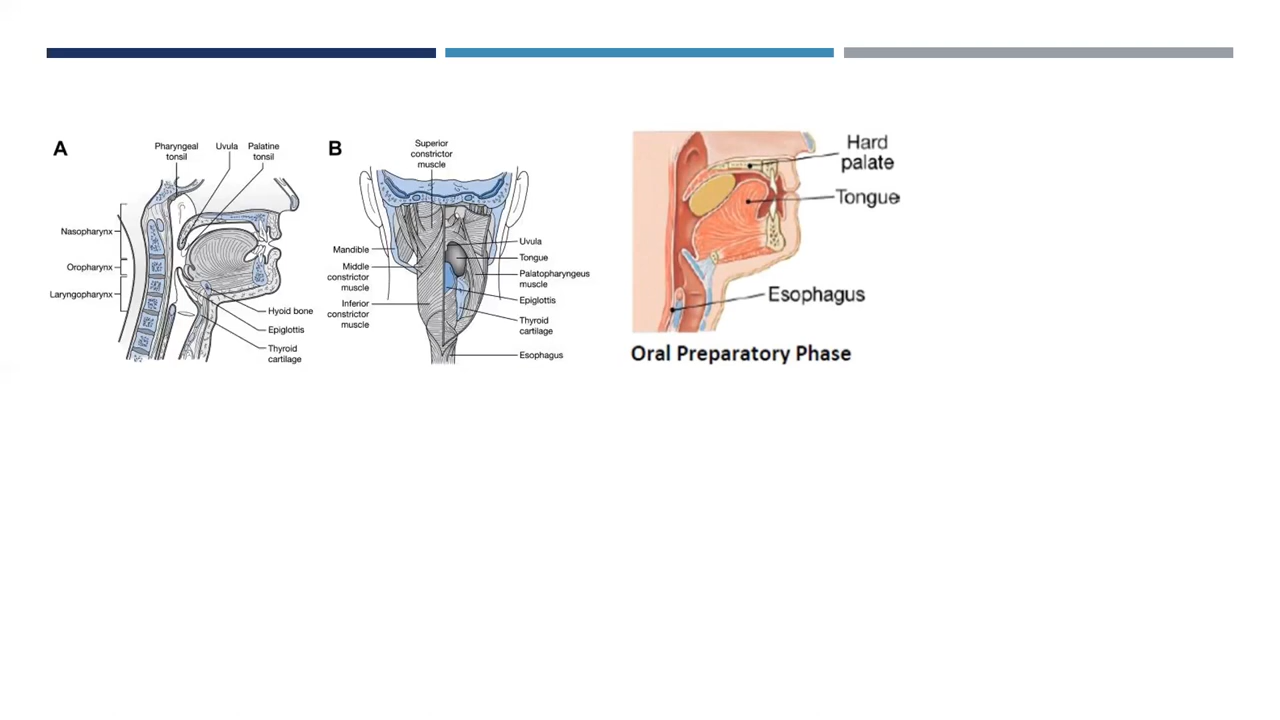 A
Pharyngeal
tonsil
Uvula
Palatine
tonsil
Nasopharynx
Oropharynx
Laryngopharynx
Hyoid bone
Epiglottis
Thyroid
cartilage
B
Superior
constrictor
muscle
Mandible
Middle
constrictor
muscle
Inferior
constrictor
muscle
Uvula
Tongue
Palatopharyngeus
muscle
Epiglottis
Thyroid
cartilage
Esophagus
Hard
palate
Tongue
Esophagus
Oral Preparatory Phase